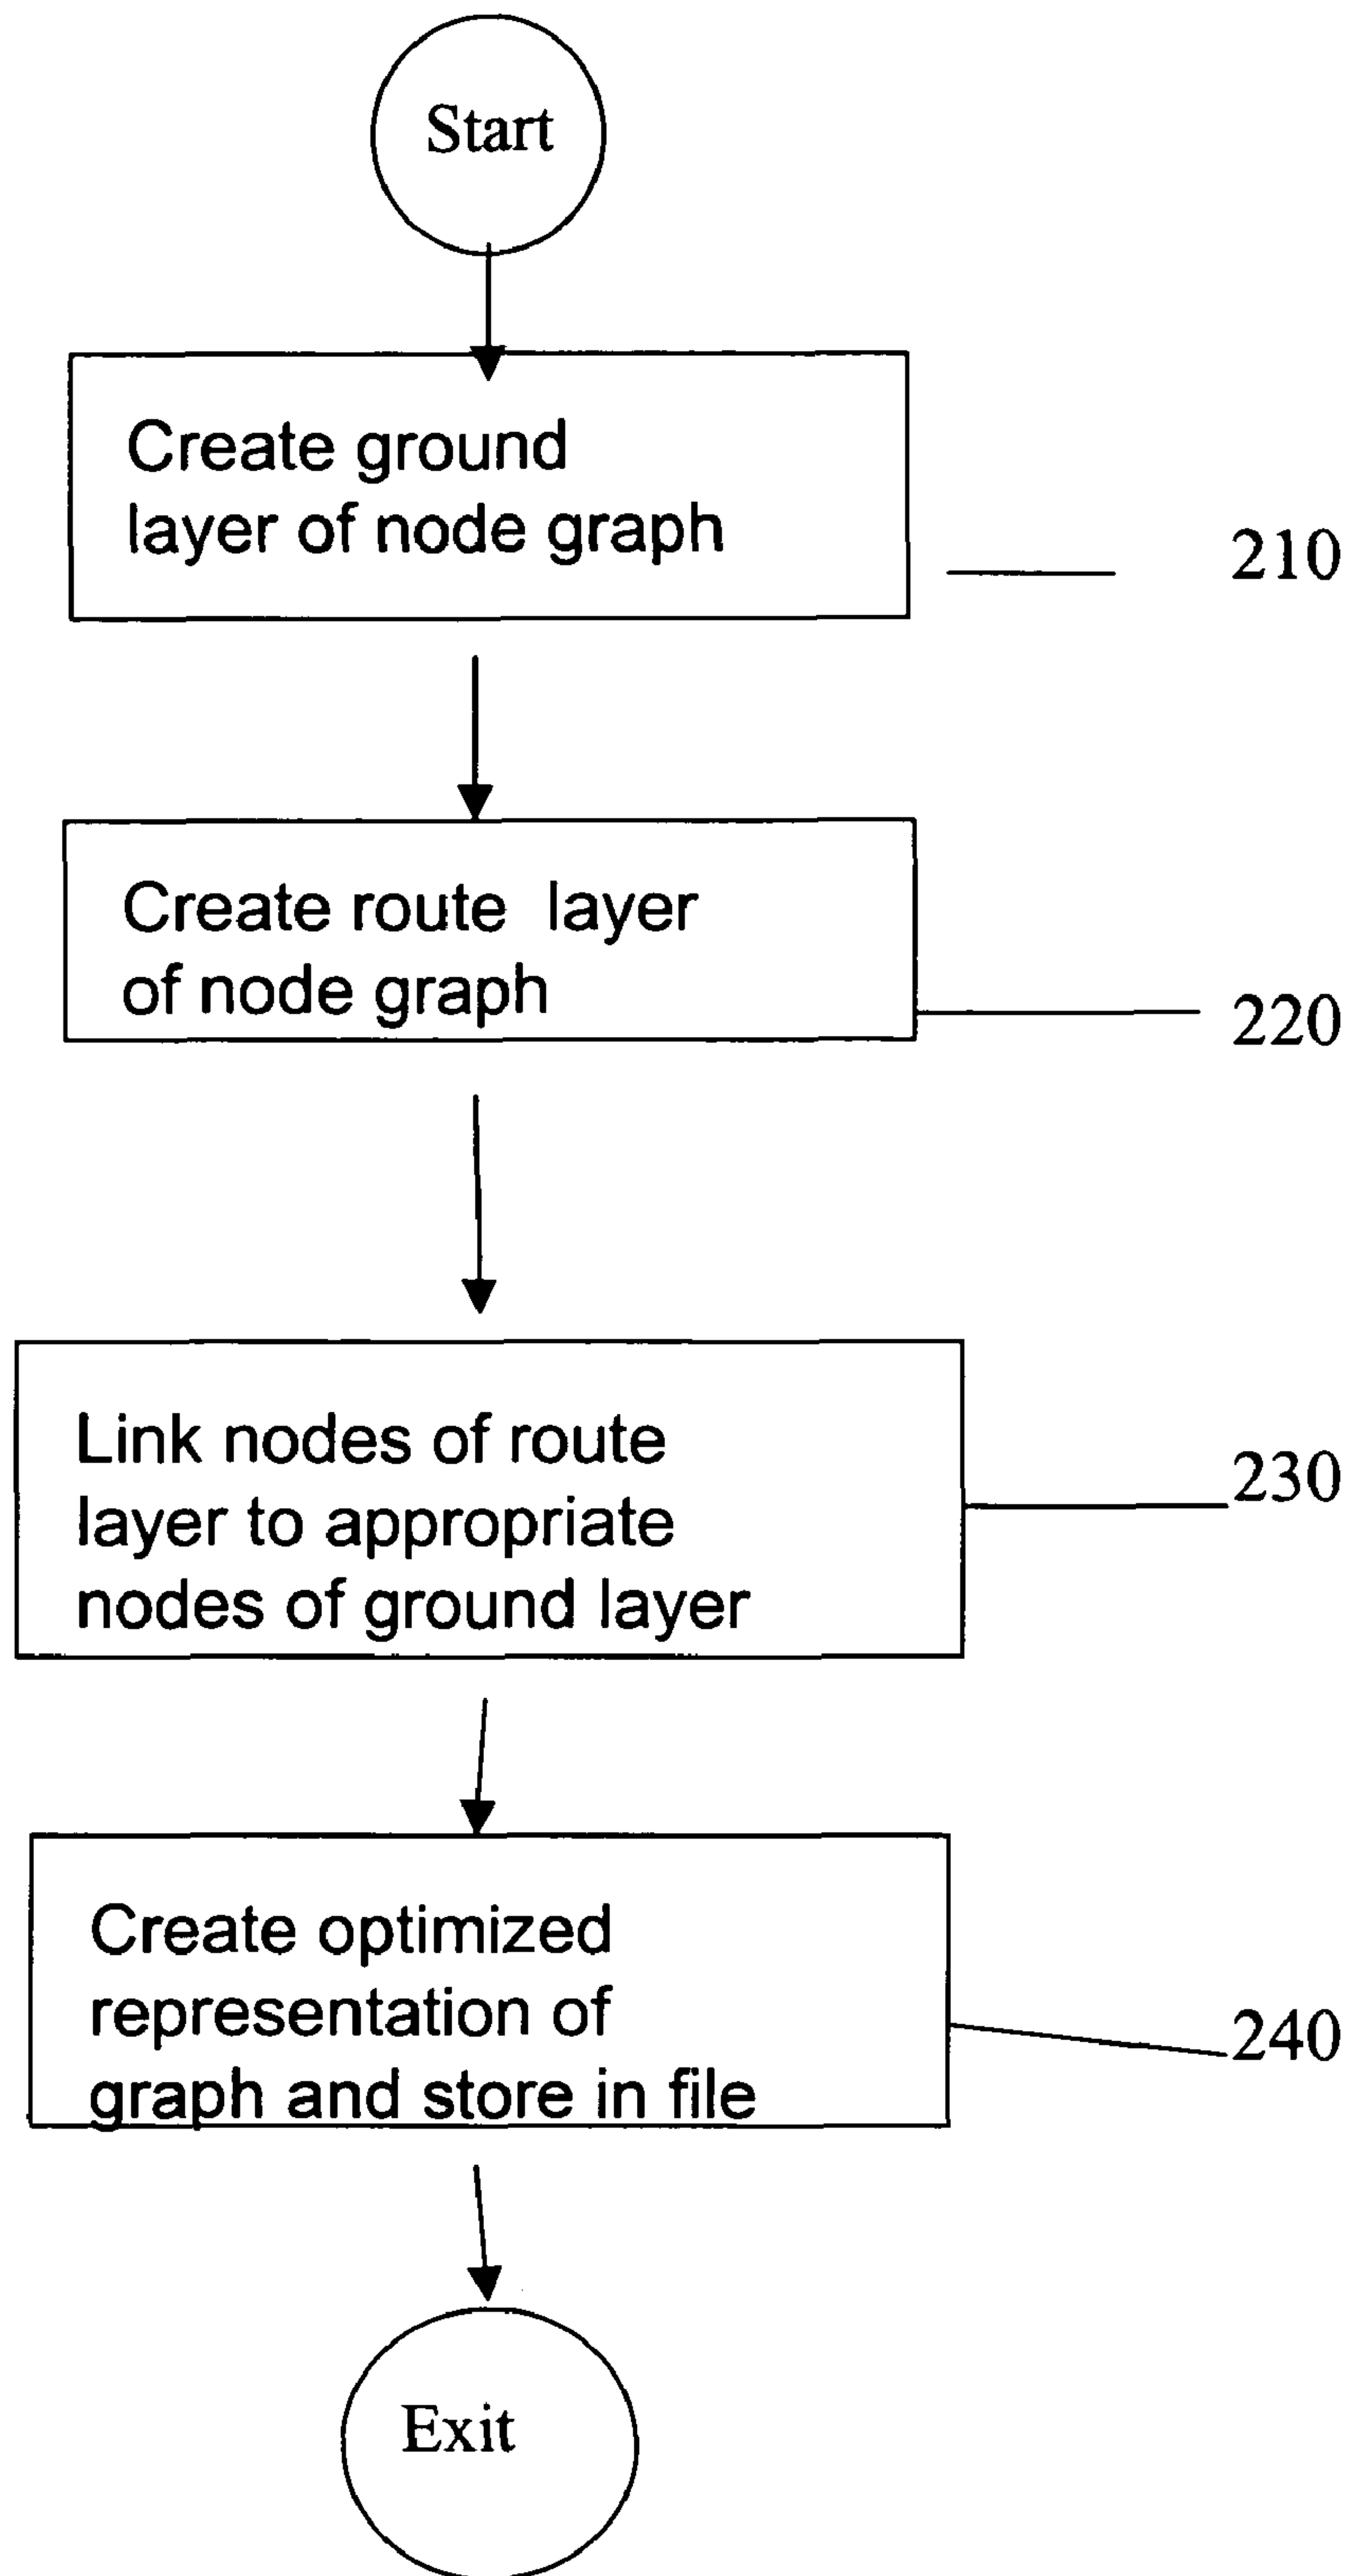 Start
Create ground
layer of node graph
210
Create route layer
of node graph
220
Link nodes of route
layer to appropriate
nodes of ground layer
230
Create optimized
representation of
graph and store in file
240
Exit